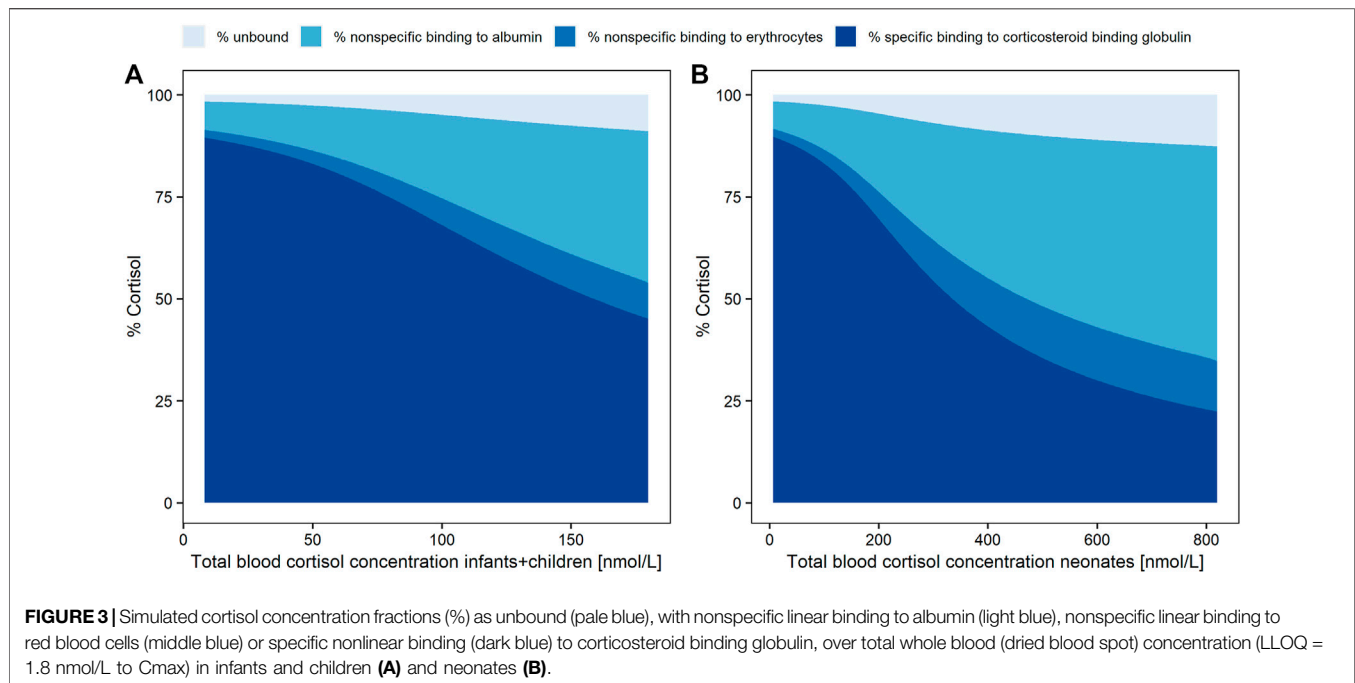 % unbound % nonspecific binding to albumin % nonspecific binding to erythrocytes % specific binding to corticosteroid binding globulin
A
100
75
50
25
0
% Cortisol
0 50 100 150
Total blood cortisol concentration infants+children [nmol/L]
B
100
75
50
25
0
% Cortisol
0 200 400 600 800
Total blood cortisol concentration neonates [nmol/L]
FIGURE 3 | Simulated cortisol concentration fractions (%) as unbound (pale blue), with nonspecific linear binding to albumin (light blue), nonspecific linear binding to
red blood cells (middle blue) or specific nonlinear binding (dark blue) to corticosteroid binding globulin, over total whole blood (dried blood spot) concentration (LLOQ =
1.8 nmol/L to Cmax) in infants and children (A) and neonates (B).